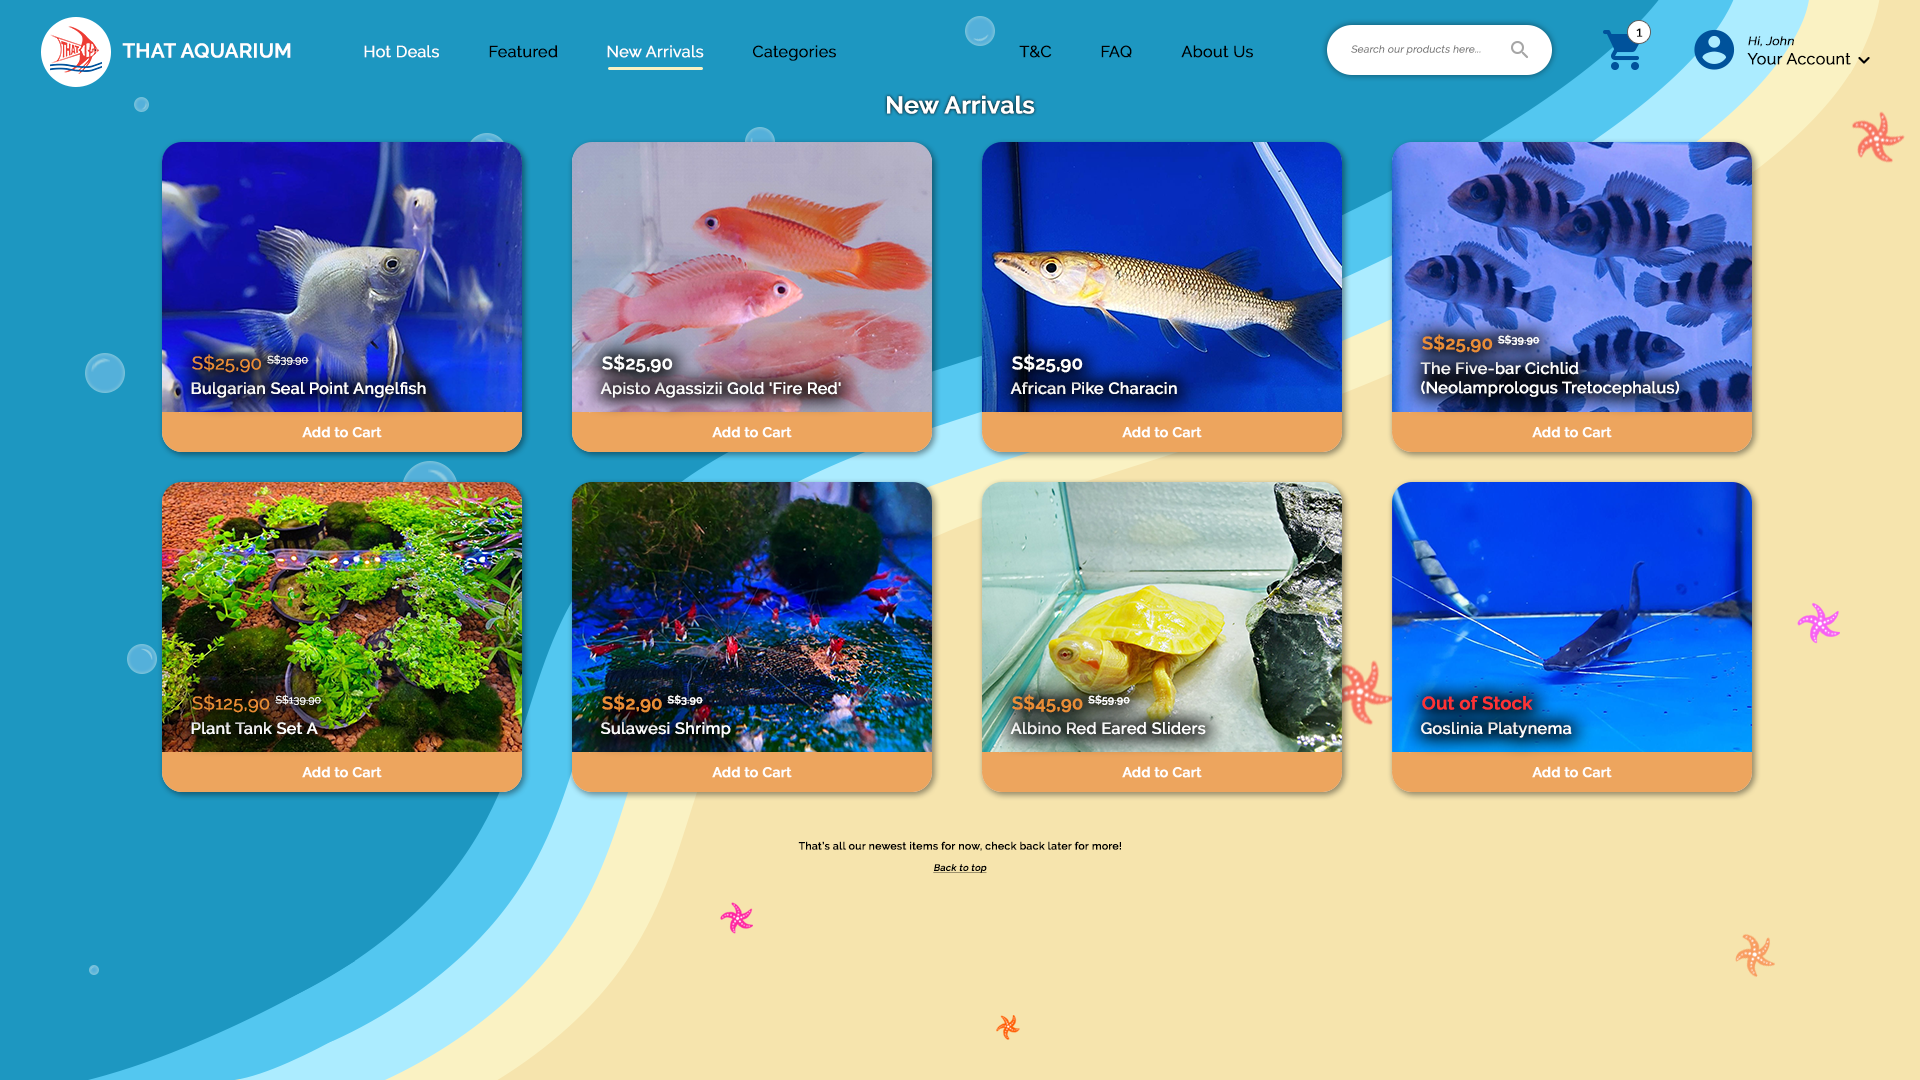 THAT AQUARIUM
Hot Deals
Featured
New Arrivals
Categories
T&C
FAQ
About Us
Search our products here...
1
Hi, John
Your Account
New Arrivals
S$25,90 S$39.90
Bulgarian Seal Point Angelfish
Add to Cart
S$25,90
Apisto Agassizii Gold 'Fire Red'
Add to Cart
S$25,90
African Pike Characin
Add to Cart
S$25,90 S$39.90
The Five-bar Cichlid
(Neolamprologus Tretocephalus)
Add to Cart
S$125,90 S$139.90
Plant Tank Set A
Add to Cart
S$2,90 S$3.90
Sulawesi Shrimp
Add to Cart
S$45,90 S$59.90
Albino Red Eared Sliders
Add to Cart
Out of Stock
Goslinia Platynema
Add to Cart
That's all our newest items for now, check back later for more!
Back to top